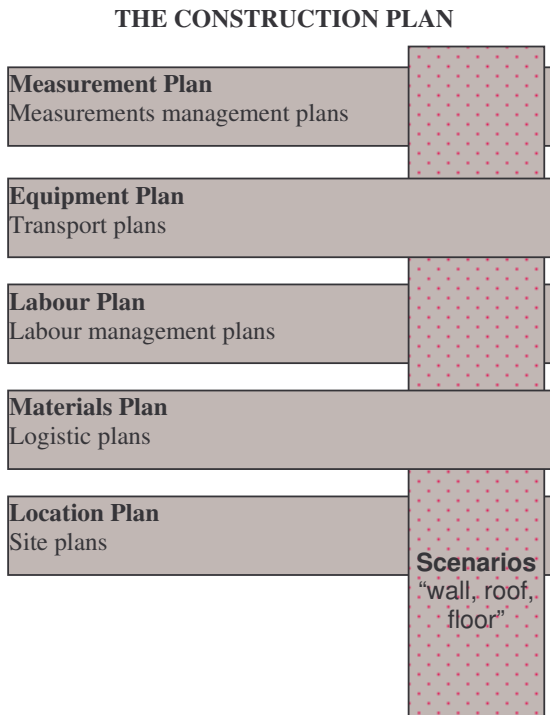 THE CONSTRUCTION PLAN
Measurement Plan
Measurements management plans
Equipment Plan
Transport plans
Labour Plan
Labour management plans
Materials Plan
Logistic plans
Location Plan
Site plans
Scenarios
“wall, roof,
floor”